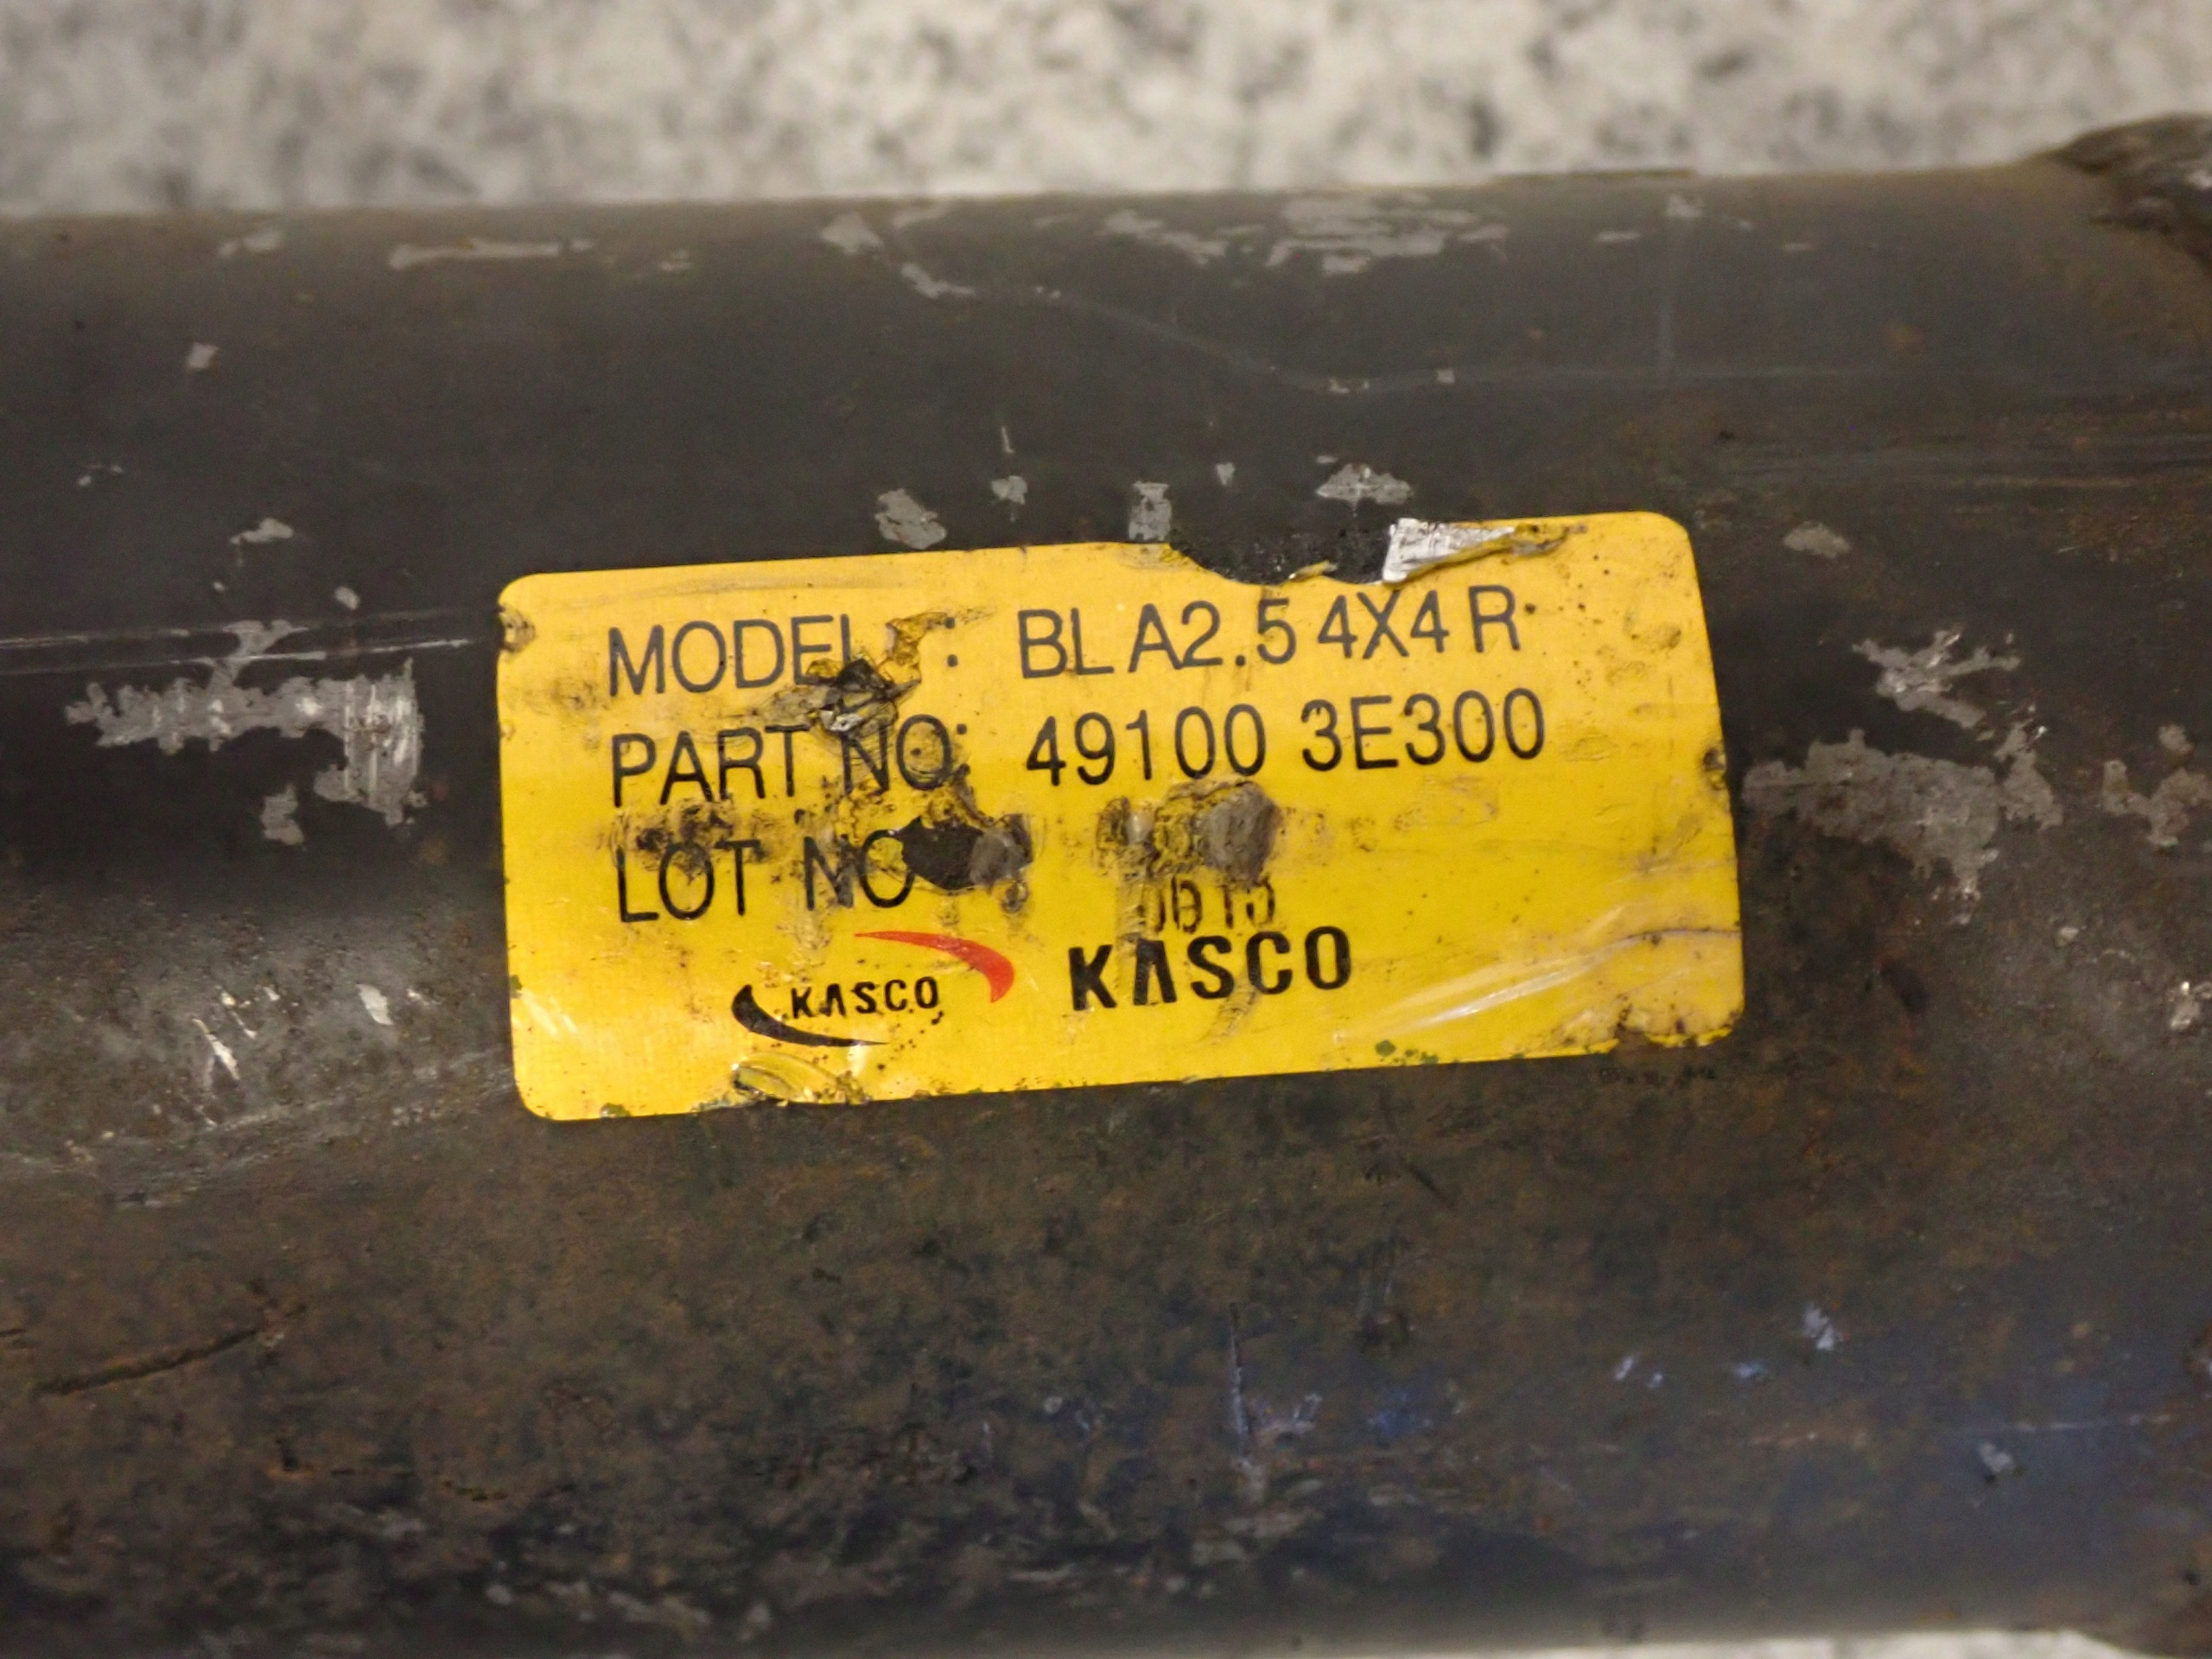 MODEL : BL A2.5 4X4 R
PART NO: 49100 3E300
LOT NO
KASCO
KASCO